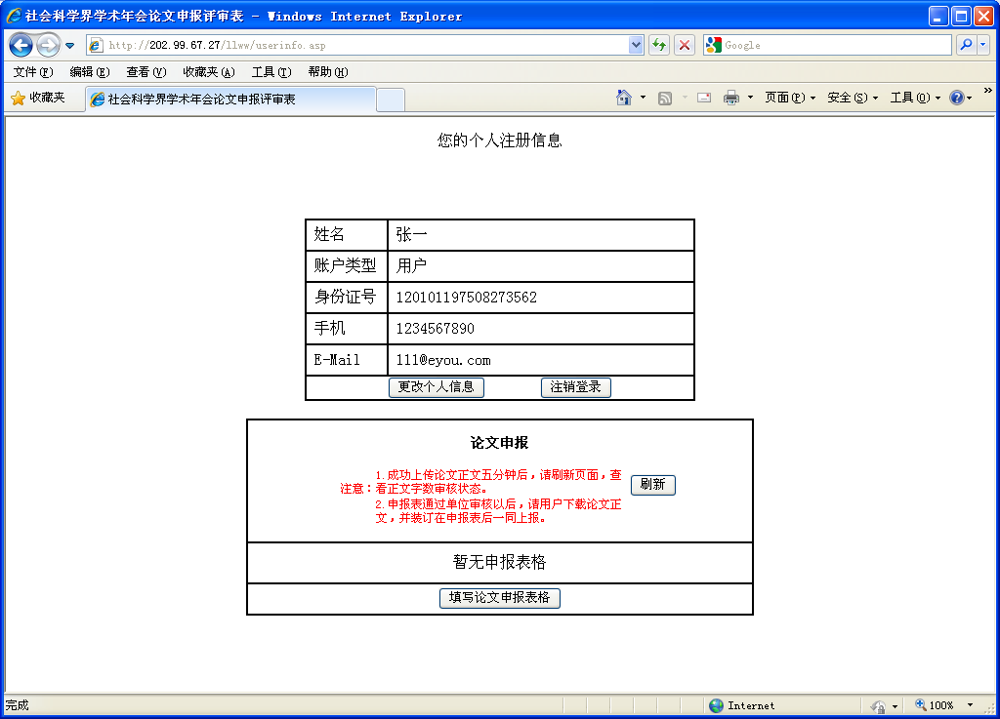 社会科学界学术年会论文申报评审表 - Windows Internet Explorer
http://202.99.67.27/llww/userinfo.asp
Google
文件(F) 编辑(E) 查看(V) 收藏夹(A) 工具(T) 帮助(H)
收藏夹 社会科学界学术年会论文申报评审表 页面(P) 安全(S) 工具(O) »
您的个人注册信息
姓名 张一
账户类型 用户
身份证号 120101197508273562
手机 1234567890
E-Mail 111@eyou.com
更改个人信息 注销登录
论文申报
1.成功上传论文正文五分钟后，请刷新页面，查
注意：看正文字数审核状态。
刷新
2.申报表通过单位审核以后，请用户下载论文正
文，并装订在申报表后一同上报。
暂无申报表格
填写论文申报表格
完成 Internet 100%